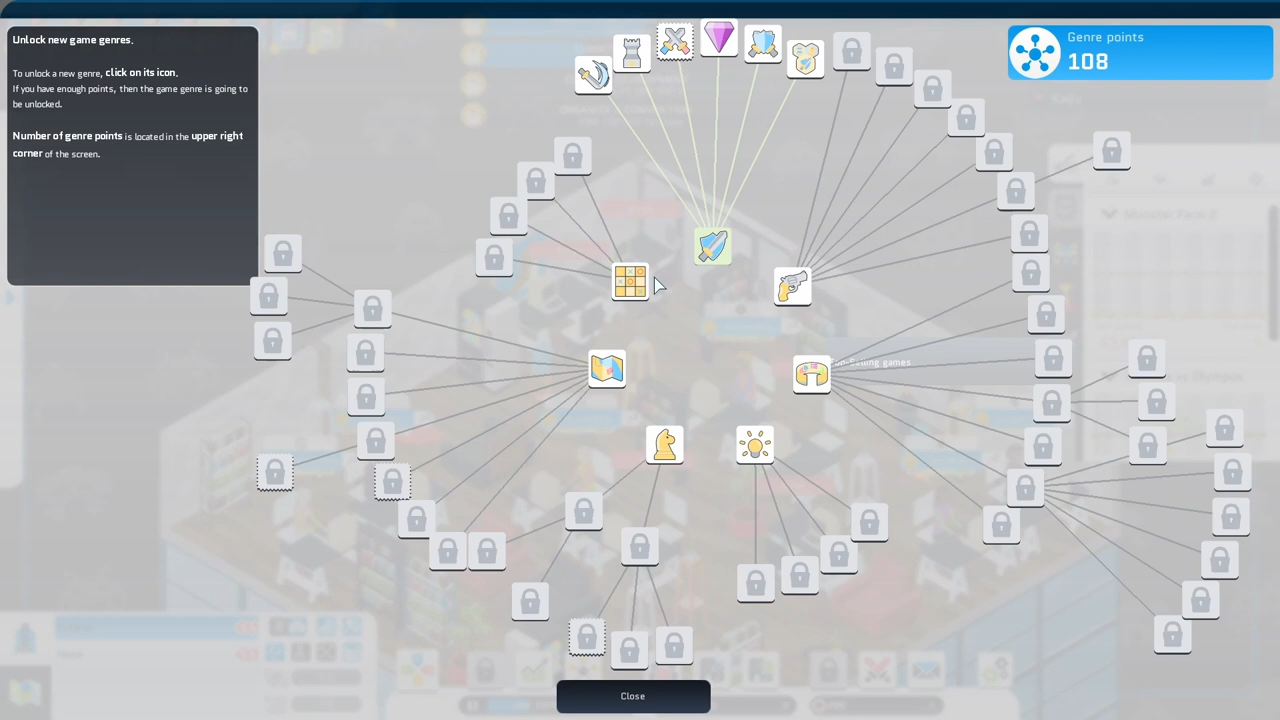 Unlock new game genres.
To unlock a new genre, click on its icon.
If you have enough points, then the game genre is going to
be unlocked.
Number of genre points is located in the upper right
corner of the screen.
Genre points
108
Close